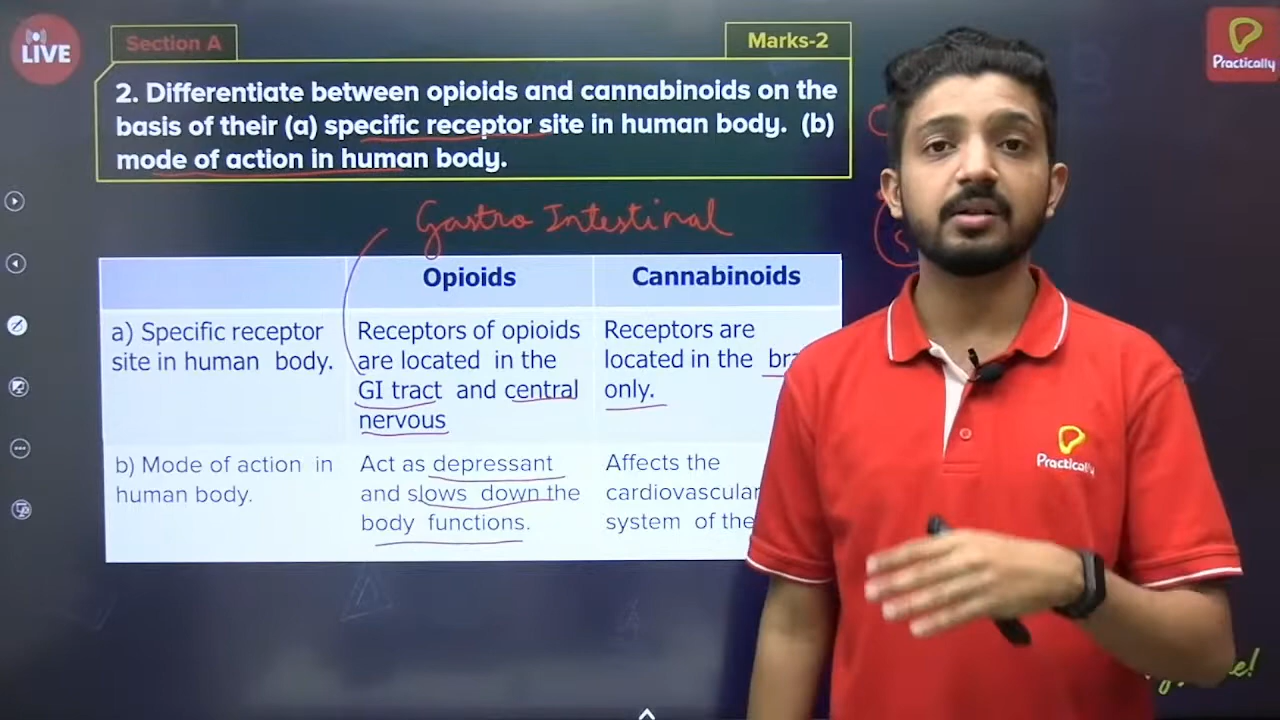 LIVE
Section A
Marks-2
Practically
2. Differentiate between opioids and cannabinoids on the
basis of their (a) specific receptor site in human body. (b)
mode of action in human body.
Gastro Intestinal
Opioids
Cannabinoids
a) Specific receptor
site in human body.
Receptors of opioids
are located in the
GI tract and central
nervous
Receptors are
located in the
only.
b) Mode of action in
human body.
Act as depressant
and slows down the
body functions.
Affects the
cardiovascular
system of the
Practically